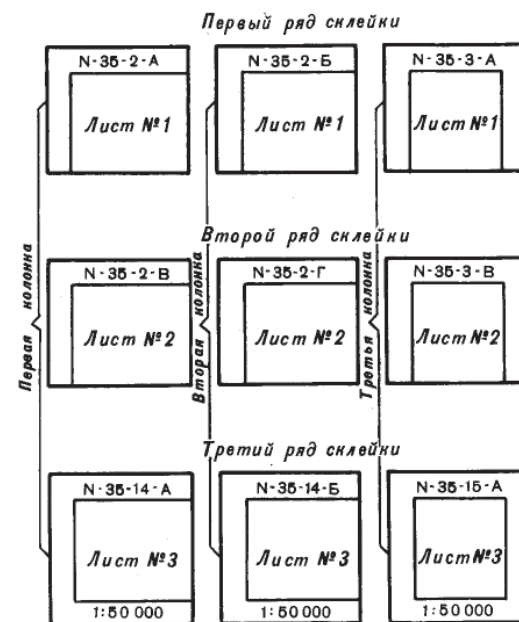 Первый ряд склейки
N-35-2-А
N-35-2-Б
N-35-3-А
Лист №1
Лист №1
Лист №1
Второй ряд склейки
N-35-2-В
N-35-2-Г
N-35-3-В
Лист №2
Лист №2
Лист №2
Первая колонка
Вторая колонка
Третья колонка
Третий ряд склейки
N-35-14-А
N-35-14-Б
N-35-15-А
Лист №3
Лист №3
Лист №3
1:50 000
1:50 000
1:50 000